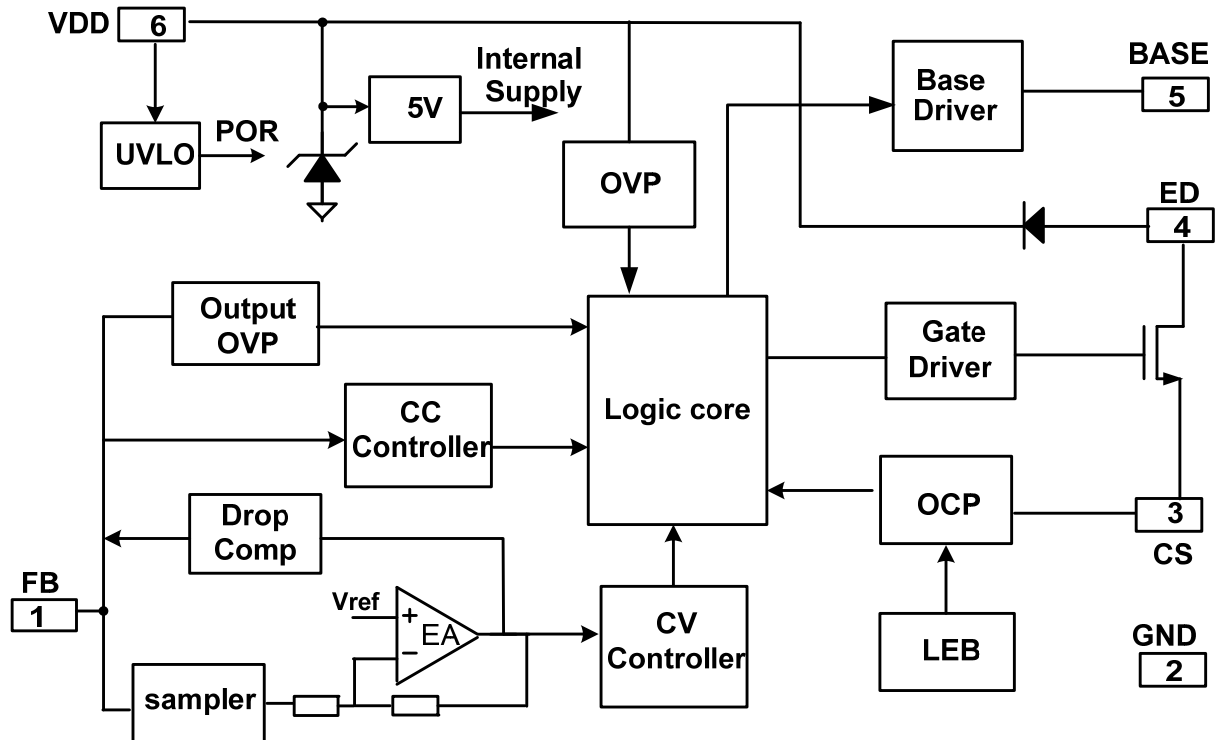 VDD
6
Internal
Supply
5V
UVLO
POR
OVP
Base
Driver
BASE
5
ED
4
Output
OVP
CC
Controller
Logic core
Gate
Driver
Drop
Comp
OCP
3
CS
FB
1
Vref
+
EA
−
CV
Controller
LEB
GND
2
sampler